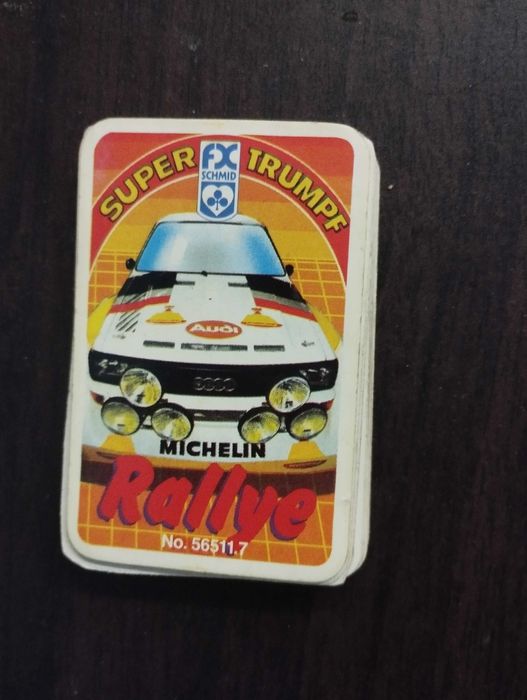 SUPER TRUMPF
FX
SCHMID
Audi
MICHELIN
Rallye
No. 56511.7